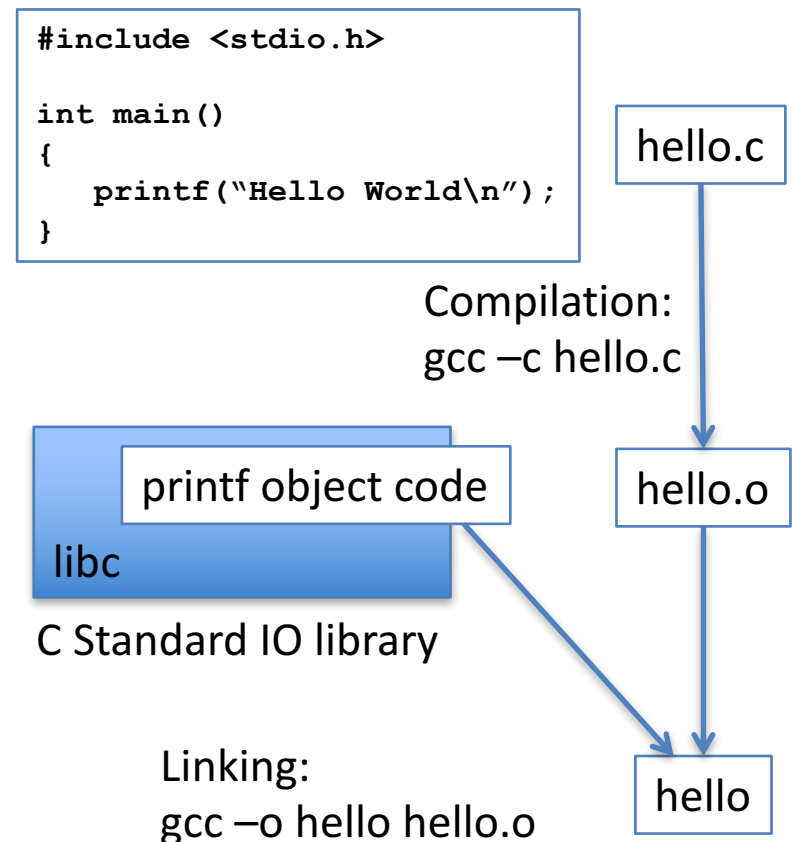 #include <stdio.h>
int main()
{
printf(“Hello World\n”);
}
hello.c
Compilation:
gcc –c hello.c
printf object code
hello.o
libc
C Standard IO library
Linking:
gcc –o hello hello.o
hello